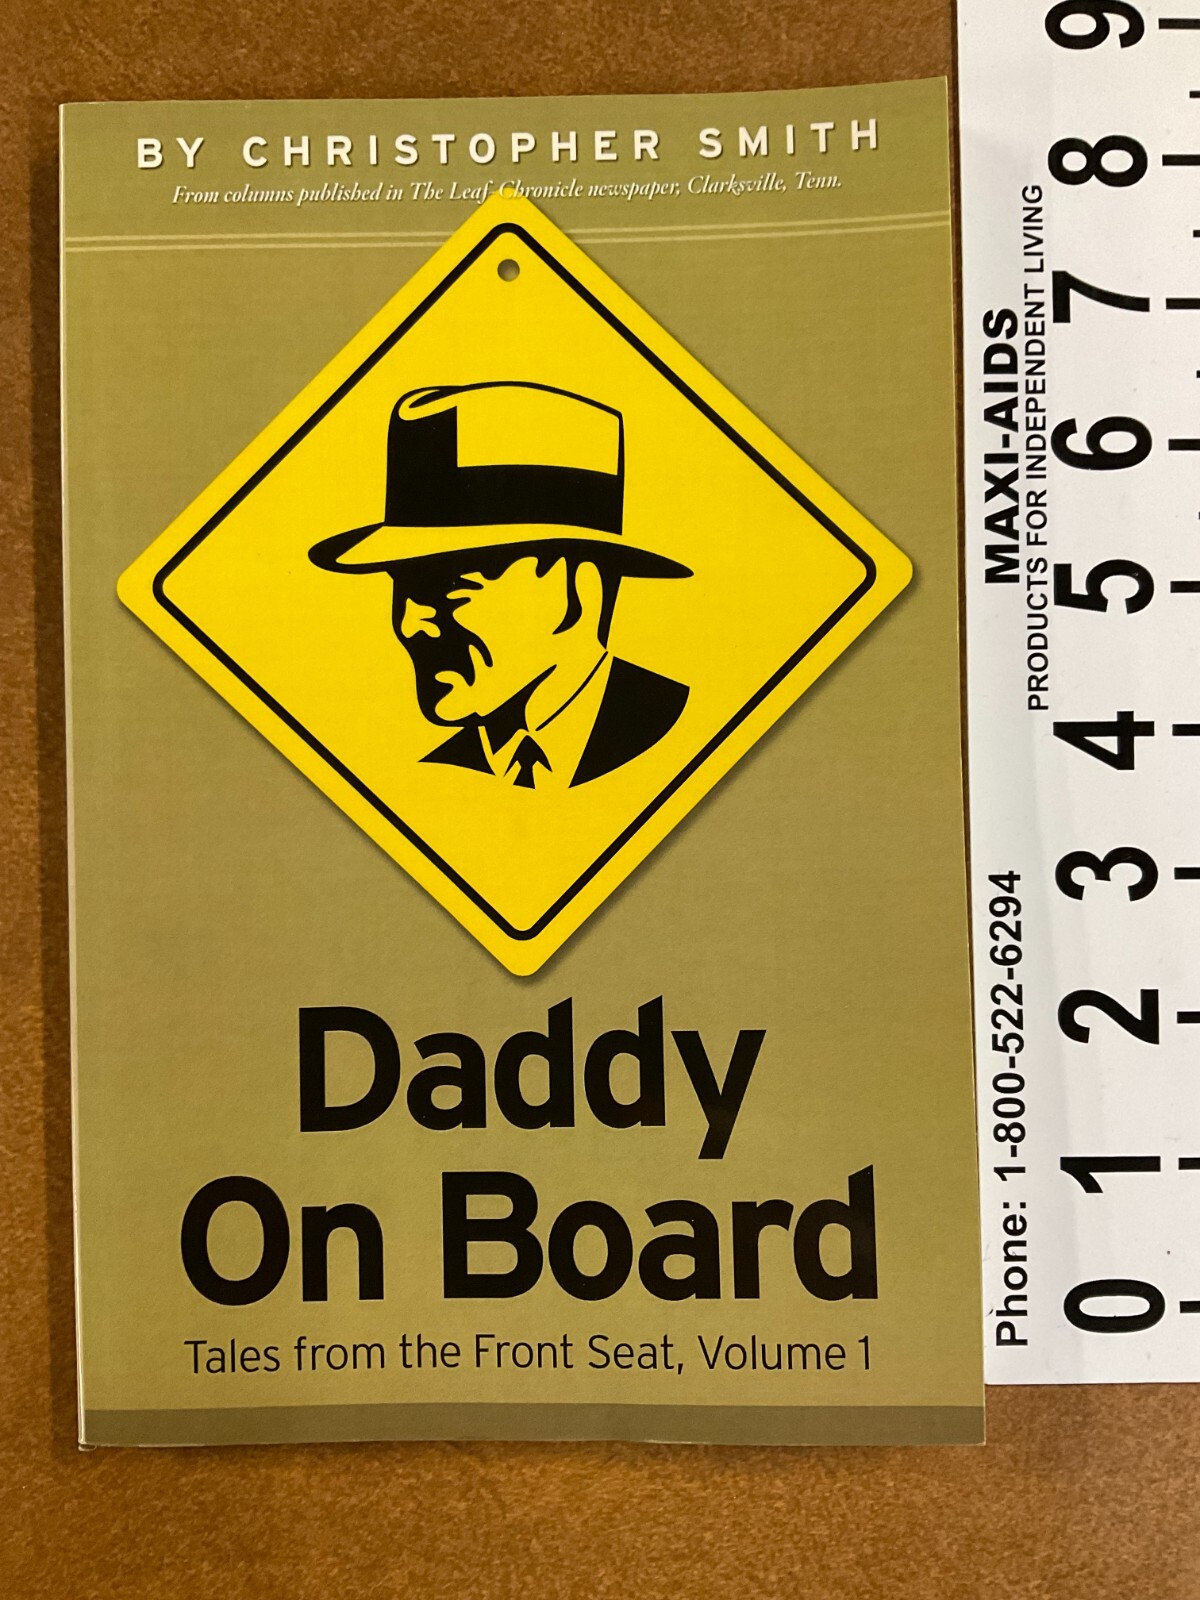 BY CHRISTOPHER SMITH
From columns published in The Leaf-Chronicle newspaper, Clarksville, Tenn.
Daddy
On Board
Tales from the Front Seat, Volume 1
MAXI-AIDS
PRODUCTS FOR INDEPENDENT LIVING
Phone: 1-800-522-6294
0 1 2 3 4 5 6 7 8 9